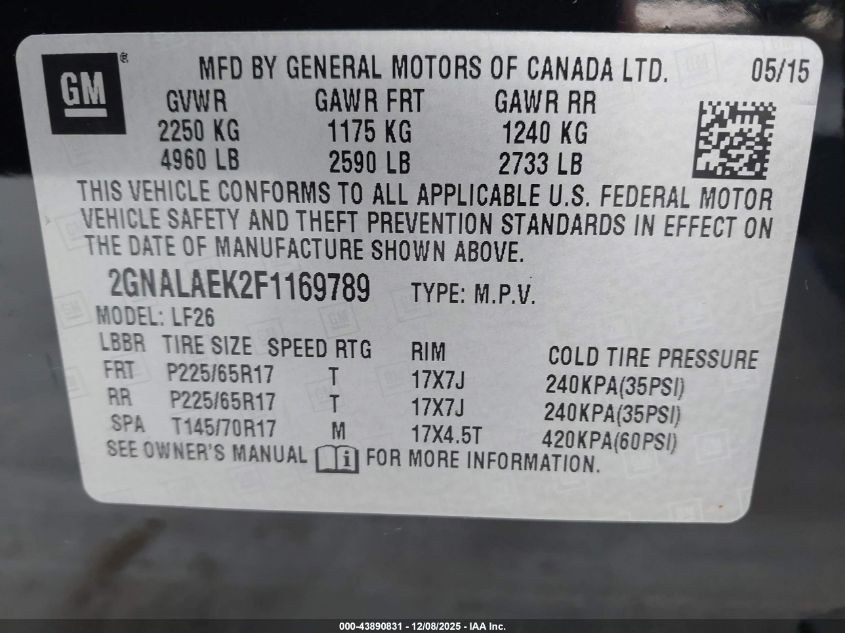 GM®
MFD BY GENERAL MOTORS OF CANADA LTD. 05/15
GVWR GAWR FRT GAWR RR
2250 KG 1175 KG 1240 KG
4960 LB 2590 LB 2733 LB
THIS VEHICLE CONFORMS TO ALL APPLICABLE U.S. FEDERAL MOTOR
VEHICLE SAFETY AND THEFT PREVENTION STANDARDS IN EFFECT ON
THE DATE OF MANUFACTURE SHOWN ABOVE.
2GNALAEK2F1169789 TYPE: M.P.V.
MODEL: LF26
LBBR TIRE SIZE SPEED RTG RIM COLD TIRE PRESSURE
FRT P225/65R17 T 17X7J 240KPA(35PSI)
RR P225/65R17 T 17X7J 240KPA(35PSI)
SPA T145/70R17 M 17X4.5T 420KPA(60PSI)
SEE OWNER'S MANUAL i FOR MORE INFORMATION.
000-43890831 - 12/08/2025 - IAA Inc.